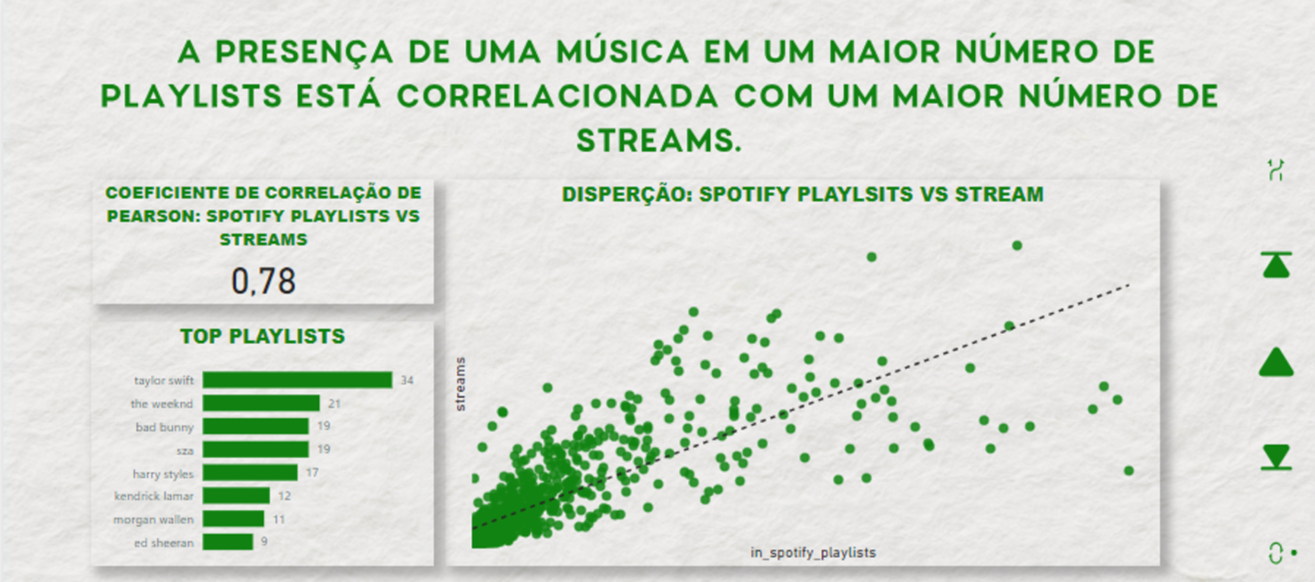 A PRESENÇA DE UMA MÚSICA EM UM MAIOR NÚMERO DE
PLAYLISTS ESTÁ CORRELACIONADA COM UM MAIOR NÚMERO DE
STREAMS.
COEFICIENTE DE CORRELAÇÃO DE
PEARSON: SPOTIFY PLAYLISTS VS
STREAMS
0,78
TOP PLAYLISTS
taylor swift 34
the weeknd 21
bad bunny 19
sza 19
harry styles 17
kendrick lamar 12
morgan wallen 11
ed sheeran 9
DISPERÇÃO: SPOTIFY PLAYLSITS VS STREAM
streams
in_spotify_playlists